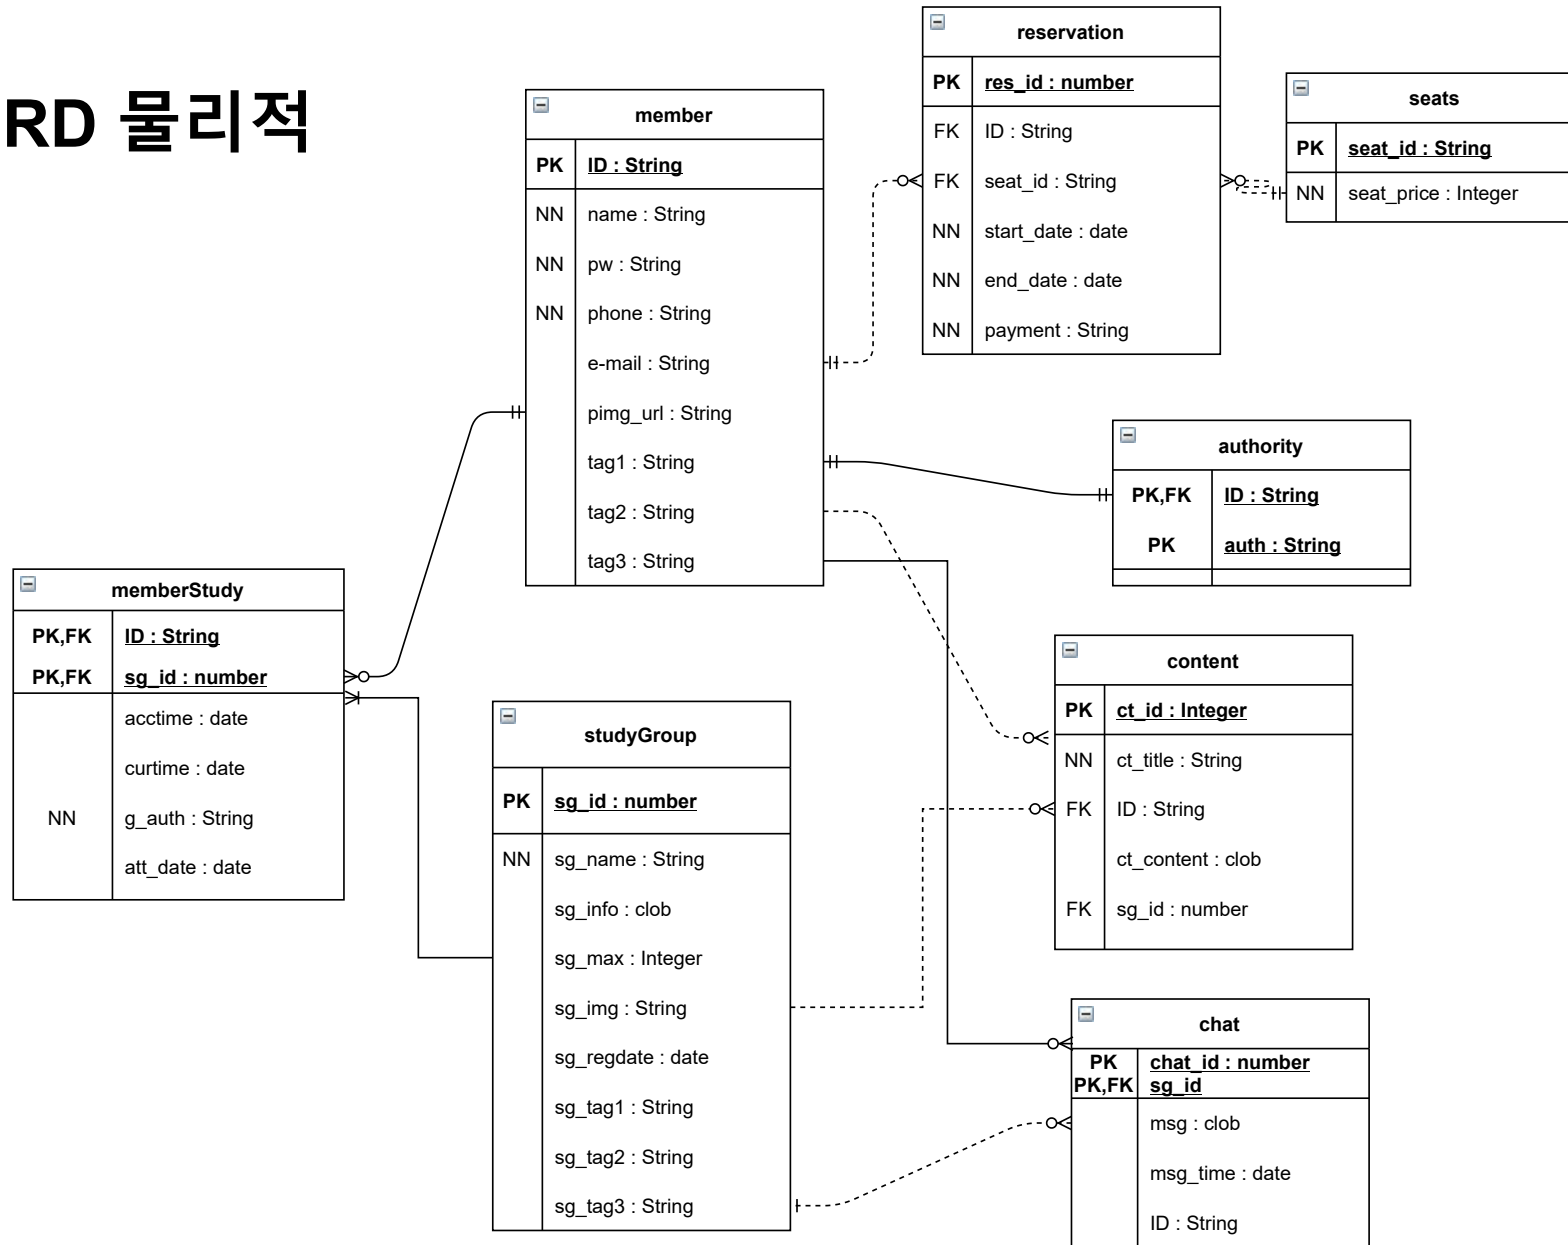 RD 물리적
member
PK ID : String
NN name : String
NN pw : String
NN phone : String
e-mail : String
pimg_url : String
tag1 : String
tag2 : String
tag3 : String
reservation
PK res_id : number
FK ID : String
FK seat_id : String
NN start_date : date
NN end_date : date
NN payment : String
seats
PK seat_id : String
NN seat_price : Integer
authority
PK,FK ID : String
PK auth : String
memberStudy
PK,FK ID : String
PK,FK sg_id : number
acctime : date
curtime : date
NN g_auth : String
att_date : date
studyGroup
PK sg_id : number
NN sg_name : String
sg_info : clob
sg_max : Integer
sg_img : String
sg_regdate : date
sg_tag1 : String
sg_tag2 : String
sg_tag3 : String
content
PK ct_id : Integer
NN ct_title : String
FK ID : String
ct_content : clob
FK sg_id : number
chat
PK chat_id : number
PK,FK sg_id
msg : clob
msg_time : date
ID : String